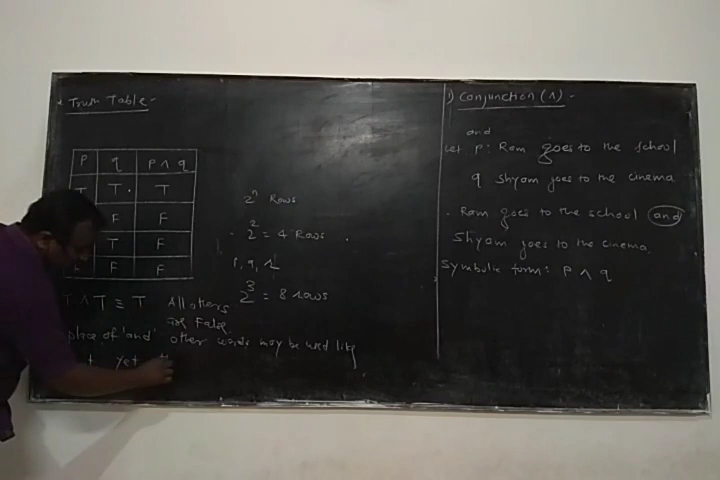 Truth Table -
P q P ∧ q
T T T
F F
T F
F F
2ⁿ Rows
2² = 4 Rows
P, q, r
2³ = 8 rows
T ∧ T ≡ T All others are False.
place of 'and' other words may be used like
yet
1) Conjunction (∧) -
and
Let P: Ram goes to the school
q Shyam goes to the cinema
. Ram goes to the school and
Shyam goes to the cinema.
Symbolic form: P ∧ q